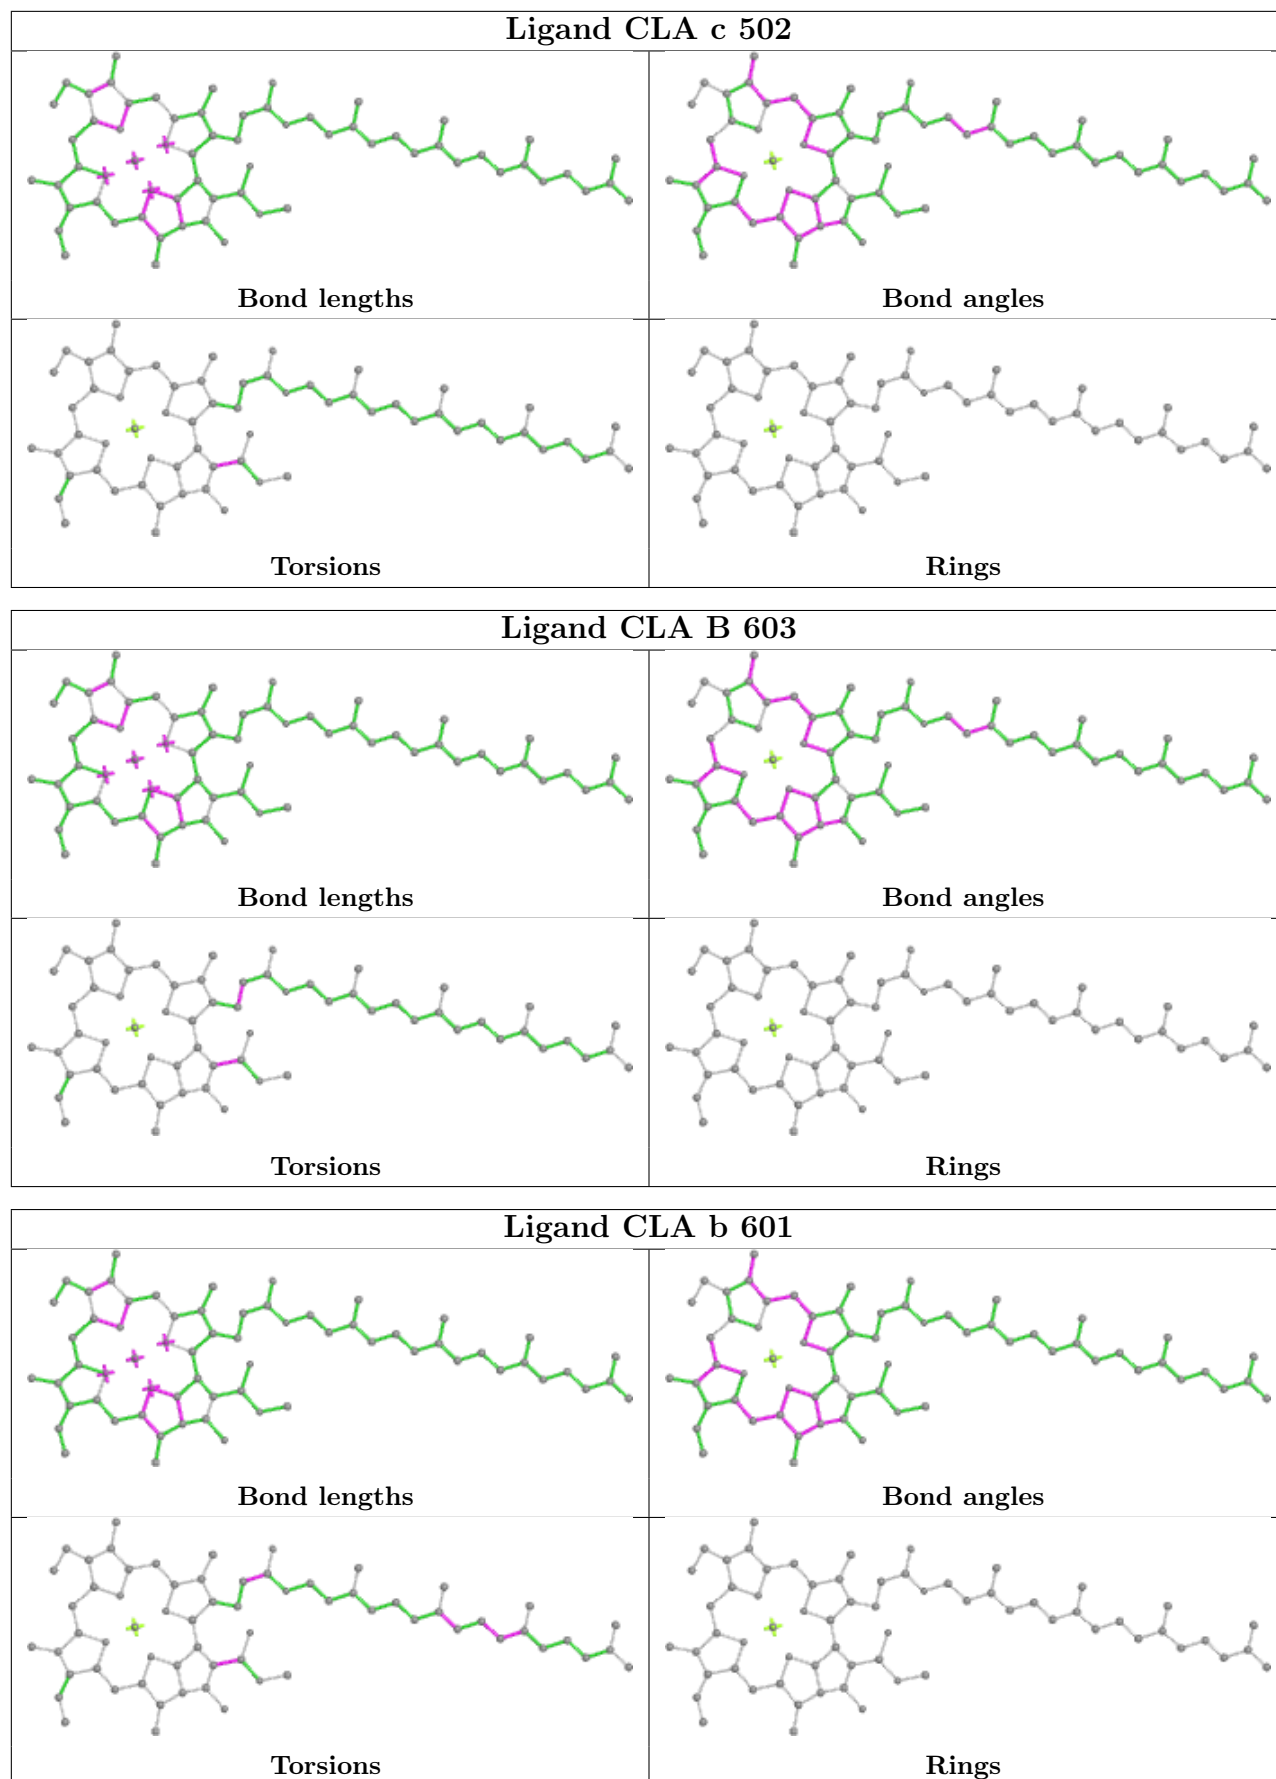 Ligand CLA c 502
Bond lengths
Bond angles
Torsions
Rings
Ligand CLA B 603
Bond lengths
Bond angles
Torsions
Rings
Ligand CLA b 601
Bond lengths
Bond angles
Torsions
Rings